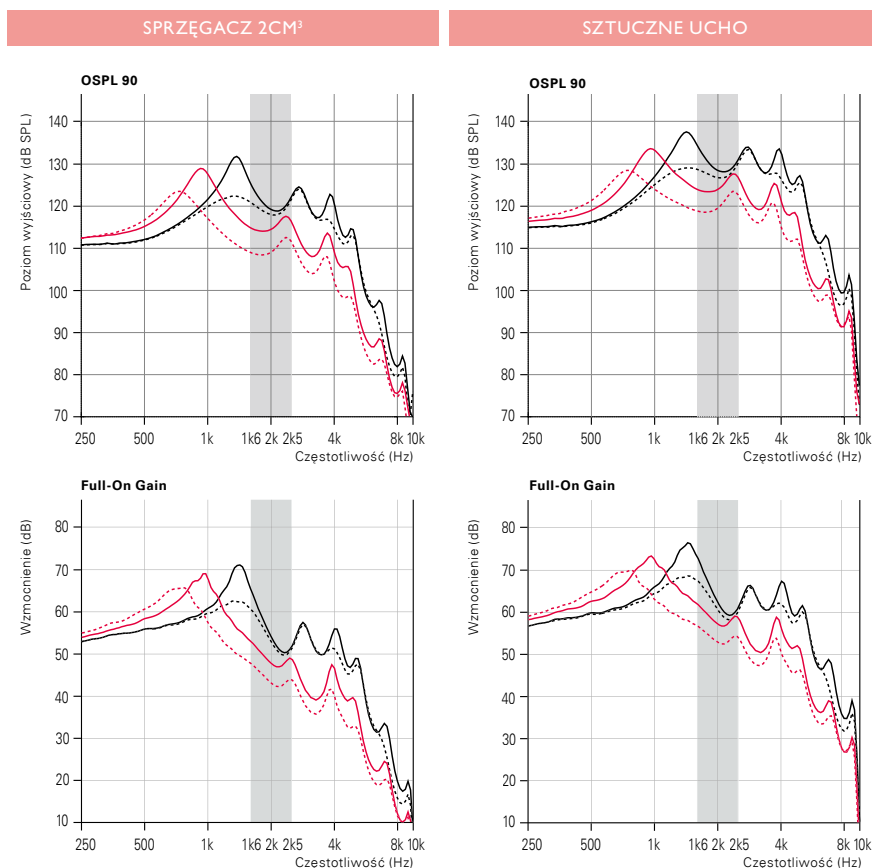 SPRZĘGACZ 2CM³
SZTUCZNE UCHO
OSPL 90
Poziom wyjściowy (dB SPL)
140
130
120
110
100
90
80
70
250 500 1k 1k6 2k 2k5 4k 8k 10k
Częstotliwość (Hz)
OSPL 90
Poziom wyjściowy (dB SPL)
140
130
120
110
100
90
80
70
250 500 1k 1k6 2k 2k5 4k 8k 10k
Częstotliwość (Hz)
Full-On Gain
Wzmocnienie (dB)
80
70
60
50
40
30
20
10
250 500 1k 1k6 2k 2k5 4k 8k 10k
Częstotliwość (Hz)
Full-On Gain
Wzmocnienie (dB)
80
70
60
50
40
30
20
10
250 500 1k 1k6 2k 2k5 4k 8k 10k
Częstotliwość (Hz)